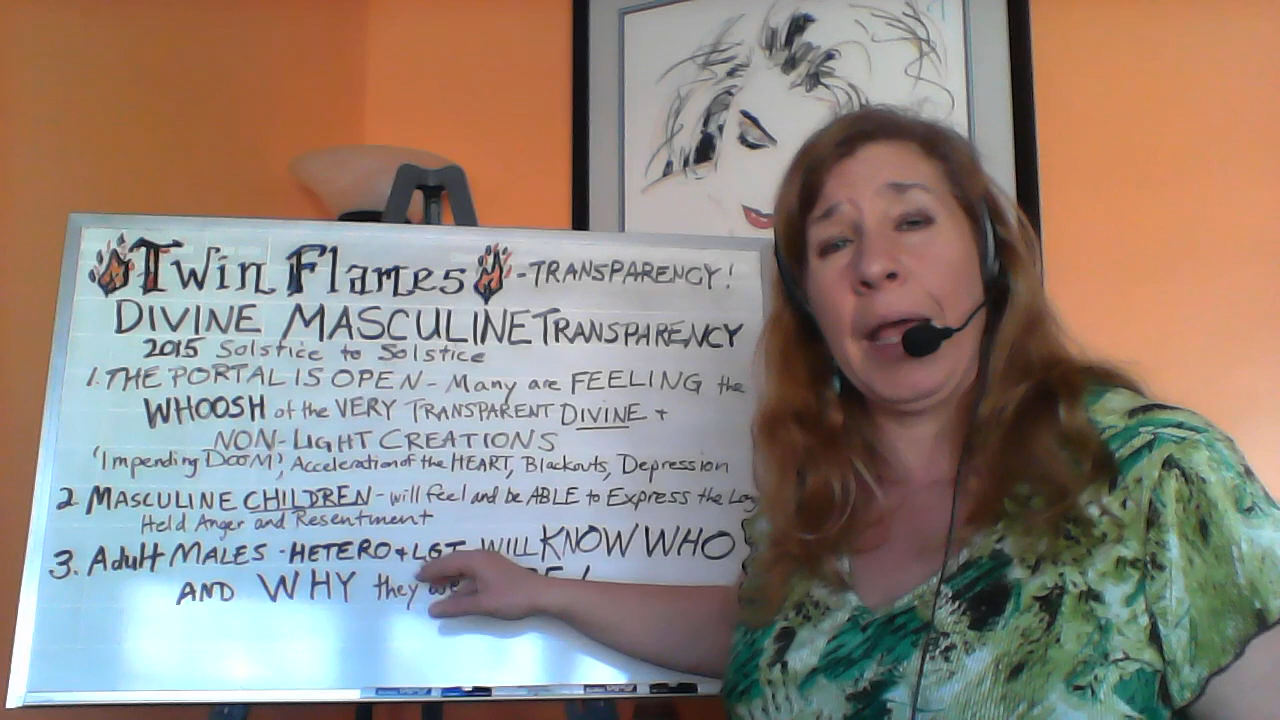 Twin Flames - TRANSPARENCY!
DIVINE MASCULINE TRANSPARENCY
2015 Solstice to Solstice
1. THE PORTAL IS OPEN - Many are FEELING the
WHOOSH of the VERY TRANSPARENT DIVINE +
NON-LIGHT CREATIONS
'Impending DOOM', Acceleration of the HEART, Blackouts, Depression
2. MASCULINE CHILDREN - will feel and be ABLE to Express the
Held Anger and Resentment
3. Adult MALES - HETERO + LGT WILL KNOW WHO
AND WHY they